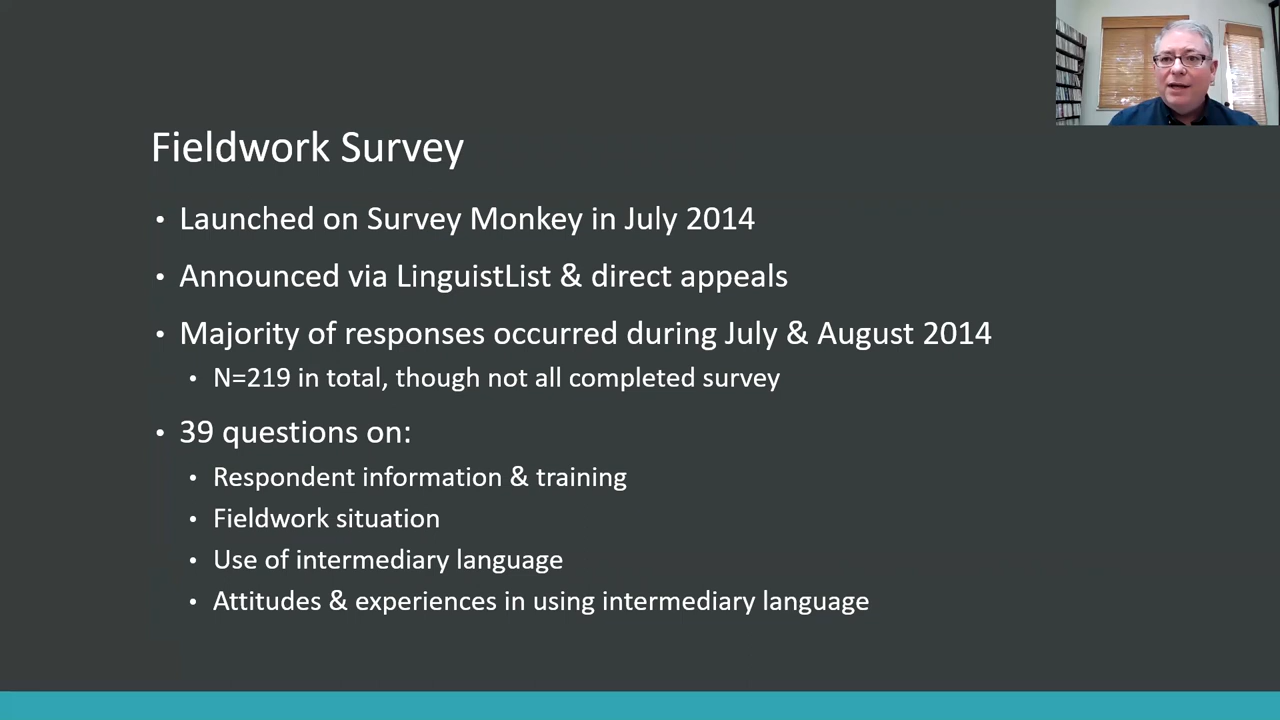 Fieldwork Survey
• Launched on Survey Monkey in July 2014
• Announced via LinguistList & direct appeals
• Majority of responses occurred during July & August 2014
• N=219 in total, though not all completed survey
• 39 questions on:
• Respondent information & training
• Fieldwork situation
• Use of intermediary language
• Attitudes & experiences in using intermediary language